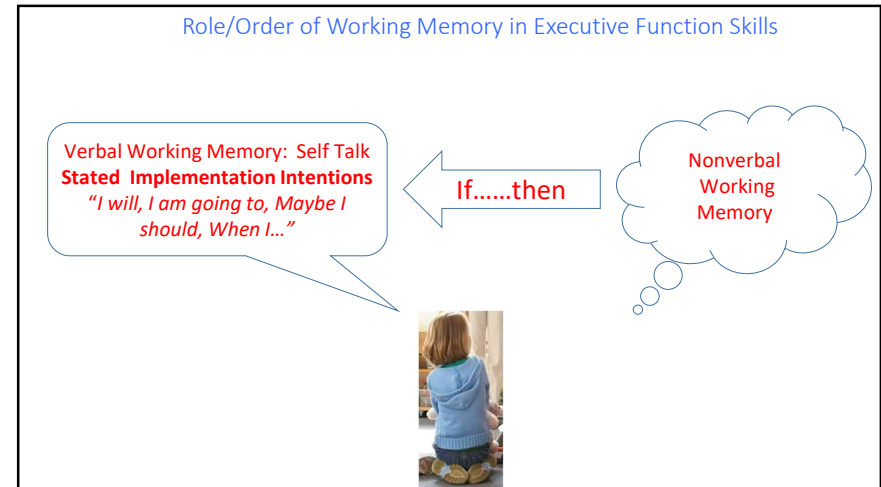 Role/Order of Working Memory in Executive Function Skills
Verbal Working Memory: Self Talk
Stated Implementation Intentions
“I will, I am going to, Maybe I
should, When I…”
If……then
Nonverbal
Working
Memory